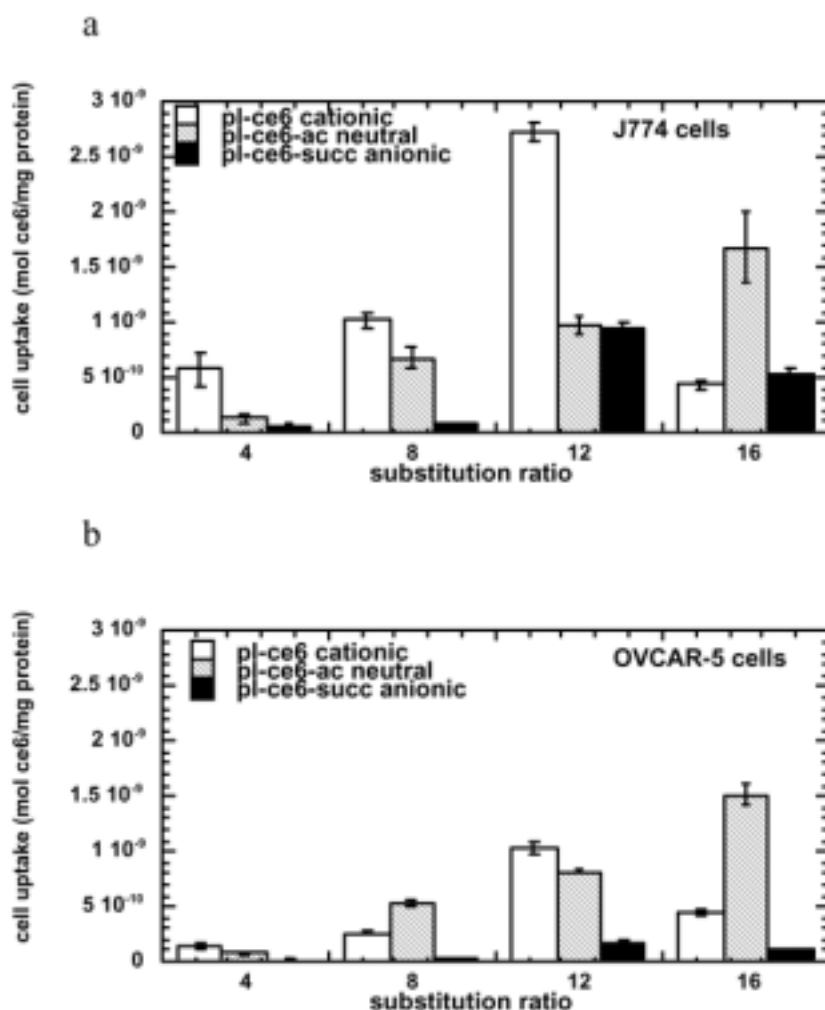 a
cell uptake (mol ce6/mg protein)
3 10⁻⁹
2.5 10⁻⁹
2 10⁻⁹
1.5 10⁻⁹
1 10⁻⁹
5 10⁻¹⁰
0
pl-ce6 cationic
pl-ce6-ac neutral
pl-ce6-succ anionic
J774 cells
4 8 12 16
substitution ratio
b
cell uptake (mol ce6/mg protein)
3 10⁻⁹
2.5 10⁻⁹
2 10⁻⁹
1.5 10⁻⁹
1 10⁻⁹
5 10⁻¹⁰
0
pl-ce6 cationic
pl-ce6-ac neutral
pl-ce6-succ anionic
OVCAR-5 cells
4 8 12 16
substitution ratio